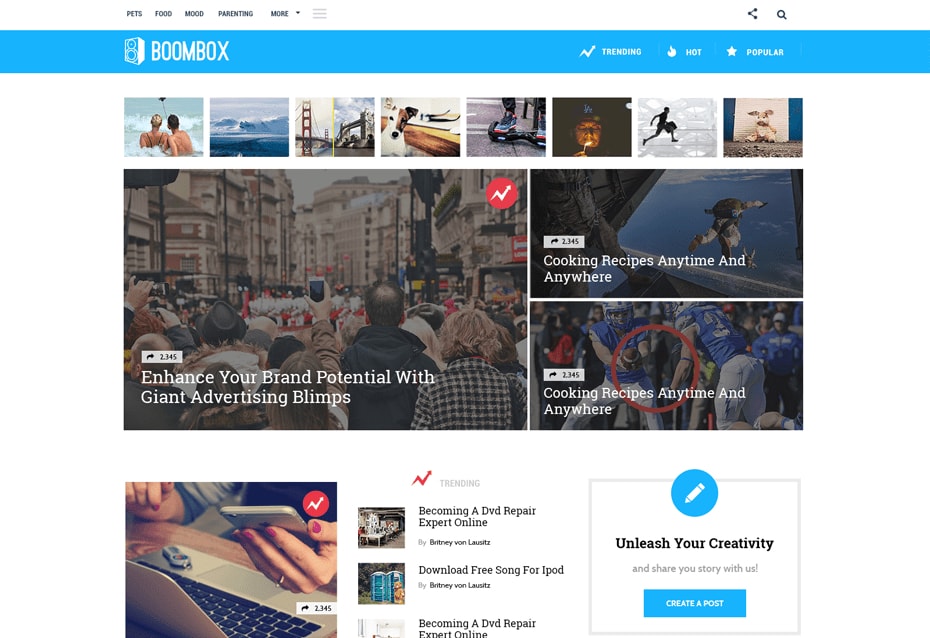 PETS FOOD MOOD PARENTING MORE
BOOMBOX
TRENDING HOT POPULAR
2,345
Enhance Your Brand Potential With
Giant Advertising Blimps
2,345
Cooking Recipes Anytime And
Anywhere
2,345
Cooking Recipes Anytime And
Anywhere
2,345
TRENDING
Becoming A Dvd Repair
Expert Online
By Britney von Lausitz
Download Free Song For Ipod
By Britney von Lausitz
Becoming A Dvd Repair
Expert Online
Unleash Your Creativity
and share you story with us!
CREATE A POST